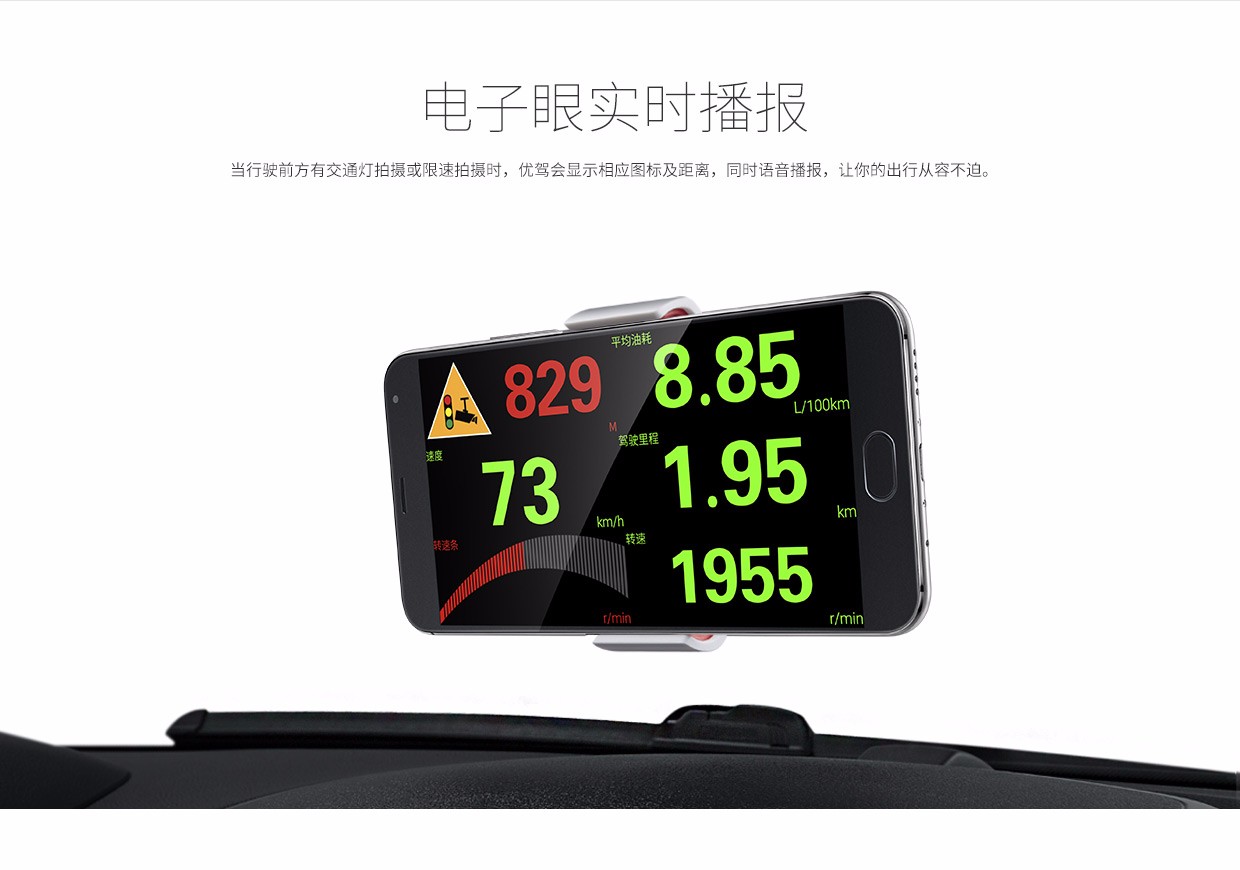 电子眼实时播报
当行驶前方有交通灯拍摄或限速拍摄时，优驾会显示相应图标及距离，同时语音播报，让你的出行从容不迫。
829
M
平均油耗
8.85
L/100km
速度
73
km/h
驾驶里程
1.95
km
转速条
r/min
转速
1955
r/min